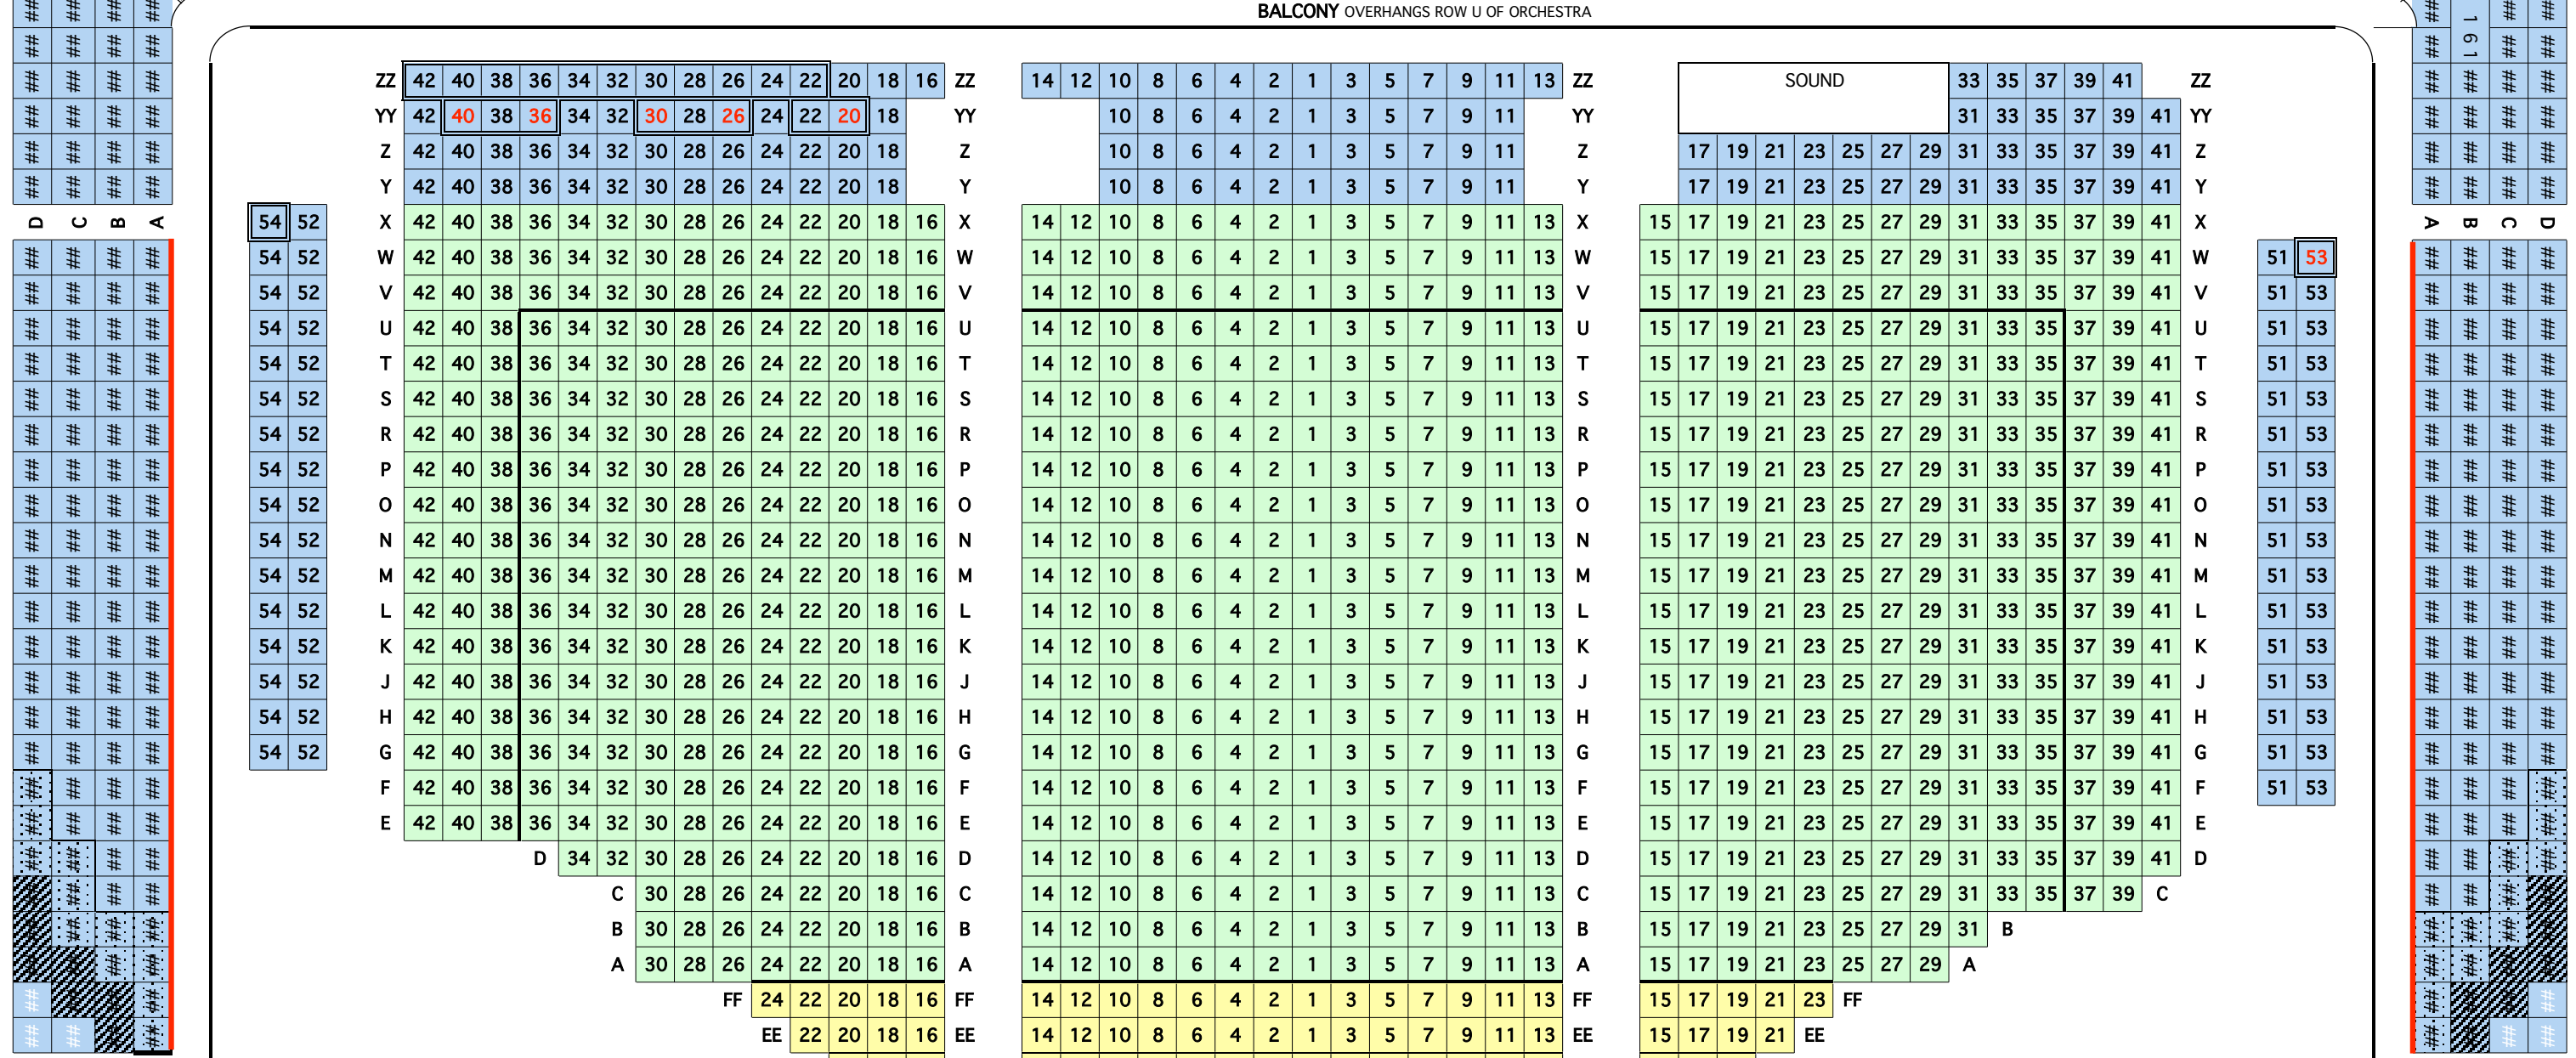 BALCONY OVERHANGS ROW U OF ORCHESTRA
## ## ## ## ## 161 ## ##
## ## ## ## ## ## ##
## ## ## ## ZZ 42 40 38 36 34 32 30 28 26 24 22 20 18 16 ZZ 14 12 10 8 6 4 2 1 3 5 7 9 11 13 ZZ SOUND 33 35 37 39 41 ZZ ## ## ## ##
## ## ## ## YY 42 40 38 36 34 32 30 28 26 24 22 20 18 YY 10 8 6 4 2 1 3 5 7 9 11 YY 31 33 35 37 39 41 YY ## ## ## ##
## ## ## ## Z 42 40 38 36 34 32 30 28 26 24 22 20 18 Z 10 8 6 4 2 1 3 5 7 9 11 Z 17 19 21 23 25 27 29 31 33 35 37 39 41 Z ## ## ## ##
## ## ## ## Y 42 40 38 36 34 32 30 28 26 24 22 20 18 Y 10 8 6 4 2 1 3 5 7 9 11 Y 17 19 21 23 25 27 29 31 33 35 37 39 41 Y ## ## ## ##
D C B A 54 52 X 42 40 38 36 34 32 30 28 26 24 22 20 18 16 X 14 12 10 8 6 4 2 1 3 5 7 9 11 13 X 15 17 19 21 23 25 27 29 31 33 35 37 39 41 X A B C D
## ## ## ## 54 52 W 42 40 38 36 34 32 30 28 26 24 22 20 18 16 W 14 12 10 8 6 4 2 1 3 5 7 9 11 13 W 15 17 19 21 23 25 27 29 31 33 35 37 39 41 W 51 53 ## ## ## ##
## ## ## ## 54 52 V 42 40 38 36 34 32 30 28 26 24 22 20 18 16 V 14 12 10 8 6 4 2 1 3 5 7 9 11 13 V 15 17 19 21 23 25 27 29 31 33 35 37 39 41 V 51 53 ## ## ## ##
## ## ## ## 54 52 U 42 40 38 36 34 32 30 28 26 24 22 20 18 16 U 14 12 10 8 6 4 2 1 3 5 7 9 11 13 U 15 17 19 21 23 25 27 29 31 33 35 37 39 41 U 51 53 ## ## ## ##
## ## ## ## 54 52 T 42 40 38 36 34 32 30 28 26 24 22 20 18 16 T 14 12 10 8 6 4 2 1 3 5 7 9 11 13 T 15 17 19 21 23 25 27 29 31 33 35 37 39 41 T 51 53 ## ## ## ##
## ## ## ## 54 52 S 42 40 38 36 34 32 30 28 26 24 22 20 18 16 S 14 12 10 8 6 4 2 1 3 5 7 9 11 13 S 15 17 19 21 23 25 27 29 31 33 35 37 39 41 S 51 53 ## ## ## ##
## ## ## ## 54 52 R 42 40 38 36 34 32 30 28 26 24 22 20 18 16 R 14 12 10 8 6 4 2 1 3 5 7 9 11 13 R 15 17 19 21 23 25 27 29 31 33 35 37 39 41 R 51 53 ## ## ## ##
## ## ## ## 54 52 P 42 40 38 36 34 32 30 28 26 24 22 20 18 16 P 14 12 10 8 6 4 2 1 3 5 7 9 11 13 P 15 17 19 21 23 25 27 29 31 33 35 37 39 41 P 51 53 ## ## ## ##
## ## ## ## 54 52 O 42 40 38 36 34 32 30 28 26 24 22 20 18 16 O 14 12 10 8 6 4 2 1 3 5 7 9 11 13 O 15 17 19 21 23 25 27 29 31 33 35 37 39 41 O 51 53 ## ## ## ##
## ## ## ## 54 52 N 42 40 38 36 34 32 30 28 26 24 22 20 18 16 N 14 12 10 8 6 4 2 1 3 5 7 9 11 13 N 15 17 19 21 23 25 27 29 31 33 35 37 39 41 N 51 53 ## ## ## ##
## ## ## ## 54 52 M 42 40 38 36 34 32 30 28 26 24 22 20 18 16 M 14 12 10 8 6 4 2 1 3 5 7 9 11 13 M 15 17 19 21 23 25 27 29 31 33 35 37 39 41 M 51 53 ## ## ## ##
## ## ## ## 54 52 L 42 40 38 36 34 32 30 28 26 24 22 20 18 16 L 14 12 10 8 6 4 2 1 3 5 7 9 11 13 L 15 17 19 21 23 25 27 29 31 33 35 37 39 41 L 51 53 ## ## ## ##
## ## ## ## 54 52 K 42 40 38 36 34 32 30 28 26 24 22 20 18 16 K 14 12 10 8 6 4 2 1 3 5 7 9 11 13 K 15 17 19 21 23 25 27 29 31 33 35 37 39 41 K 51 53 ## ## ## ##
## ## ## ## 54 52 J 42 40 38 36 34 32 30 28 26 24 22 20 18 16 J 14 12 10 8 6 4 2 1 3 5 7 9 11 13 J 15 17 19 21 23 25 27 29 31 33 35 37 39 41 J 51 53 ## ## ## ##
## ## ## ## 54 52 H 42 40 38 36 34 32 30 28 26 24 22 20 18 16 H 14 12 10 8 6 4 2 1 3 5 7 9 11 13 H 15 17 19 21 23 25 27 29 31 33 35 37 39 41 H 51 53 ## ## ## ##
## ## ## ## 54 52 G 42 40 38 36 34 32 30 28 26 24 22 20 18 16 G 14 12 10 8 6 4 2 1 3 5 7 9 11 13 G 15 17 19 21 23 25 27 29 31 33 35 37 39 41 G 51 53 ## ## ## ##
## ## ## ## F 42 40 38 36 34 32 30 28 26 24 22 20 18 16 F 14 12 10 8 6 4 2 1 3 5 7 9 11 13 F 15 17 19 21 23 25 27 29 31 33 35 37 39 41 F 51 53 ## ## ## ##
## ## ## ## E 42 40 38 36 34 32 30 28 26 24 22 20 18 16 E 14 12 10 8 6 4 2 1 3 5 7 9 11 13 E 15 17 19 21 23 25 27 29 31 33 35 37 39 41 E ## ## ## ##
## ## ## ## D 34 32 30 28 26 24 22 20 18 16 D 14 12 10 8 6 4 2 1 3 5 7 9 11 13 D 15 17 19 21 23 25 27 29 31 33 35 37 39 41 D ## ## ## ##
## ## ## ## C 30 28 26 24 22 20 18 16 C 14 12 10 8 6 4 2 1 3 5 7 9 11 13 C 15 17 19 21 23 25 27 29 31 33 35 37 39 C ## ## ## ##
## ## ## ## B 30 28 26 24 22 20 18 16 B 14 12 10 8 6 4 2 1 3 5 7 9 11 13 B 15 17 19 21 23 25 27 29 31 B ## ## ## ##
## ## ## ## A 30 28 26 24 22 20 18 16 A 14 12 10 8 6 4 2 1 3 5 7 9 11 13 A 15 17 19 21 23 25 27 29 A ## ## ## ##
## ## ## ## FF 24 22 20 18 16 FF 14 12 10 8 6 4 2 1 3 5 7 9 11 13 FF 15 17 19 21 23 FF ## ## ## ##
## ## ## ## EE 22 20 18 16 EE 14 12 10 8 6 4 2 1 3 5 7 9 11 13 EE 15 17 19 21 EE ## ## ## ##